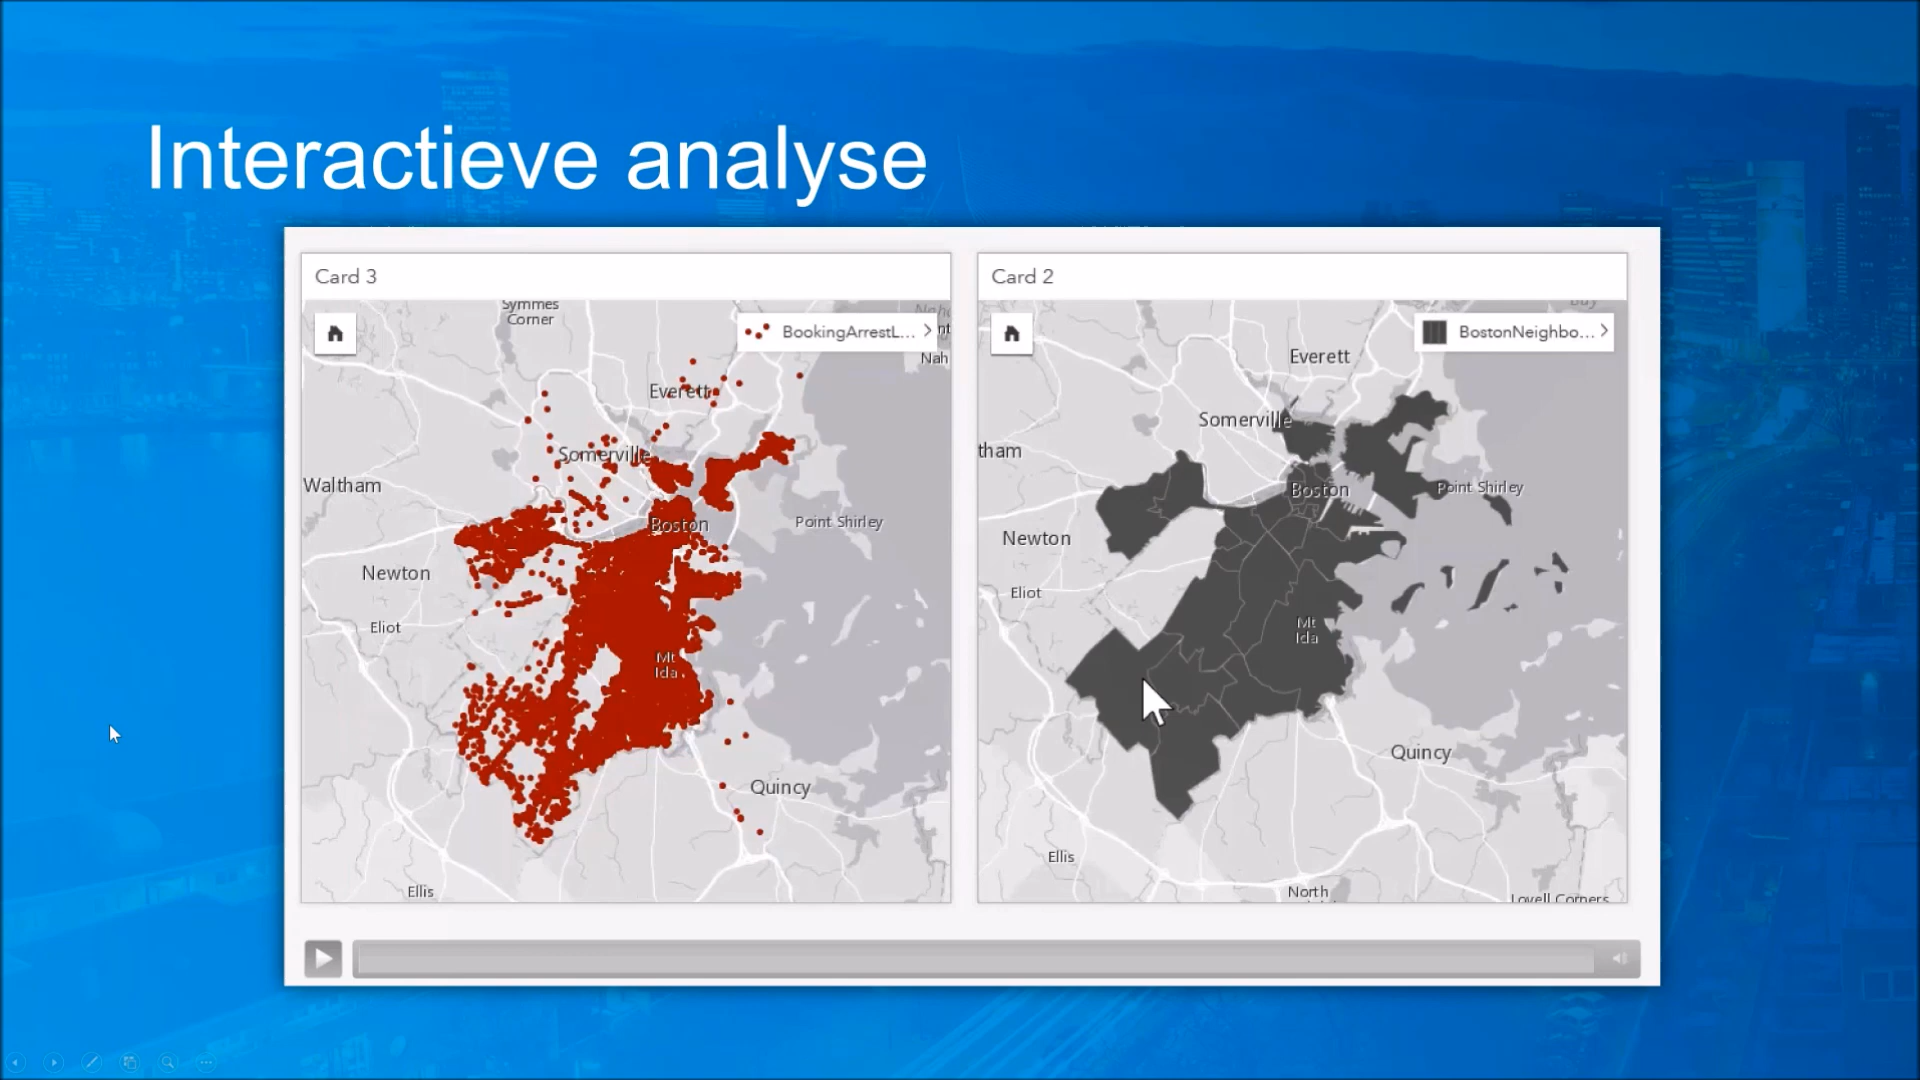 Interactieve analyse
Card 3
Symmes
Corner
BookingArrestL...
Nah
Everett
Somerville
Waltham
Boston
Point Shirley
Newton
Eliot
Mt
Ida
Quincy
Ellis
Card 2
BostonNeighbo...
Everett
Somerville
tham
Boston
Point Shirley
Newton
Eliot
Mt
Ida
Quincy
Ellis
North
Lovell Corners